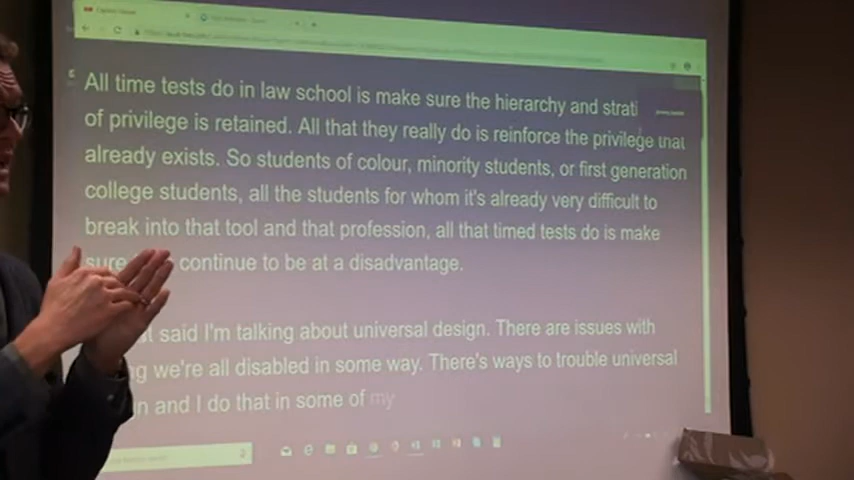 All time tests do in law school is make sure the hierarchy and strati
of privilege is retained. All that they really do is reinforce the privilege that
already exists. So students of colour, minority students, or first generation
college students, all the students for whom it's already very difficult to
break into that tool and that profession, all that timed tests do is make
sure continue to be at a disadvantage.
said I'm talking about universal design. There are issues with
we're all disabled in some way. There's ways to trouble universal
and I do that in some of my